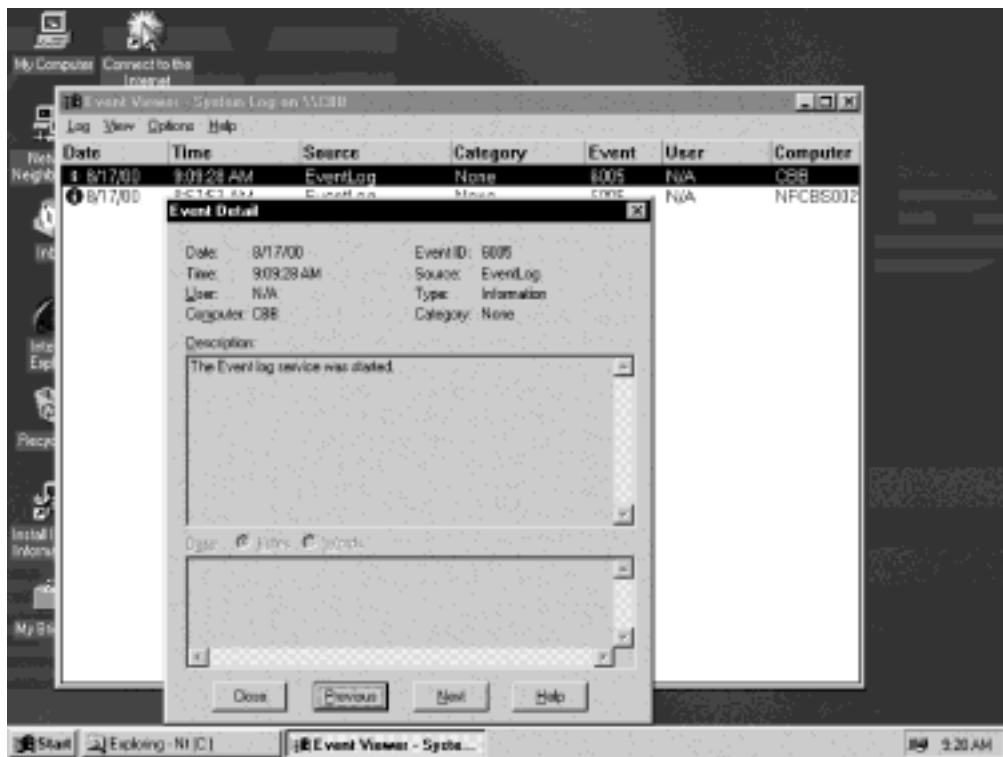 My Computer
Connect to the
Internet
Event Viewer - System Log on \\CBB
Log View Options Help
Date Time Source Category Event User Computer
8/17/00 9:09:28 AM EventLog None 6005 N/A CBB
8/17/00 N/A NFCBS002
Event Detail
Date: 8/17/00 Event ID: 6005
Time: 9:09:28 AM Source: EventLog
User: N/A Type: Information
Computer: CBB Category: None
Description:
The Event log service was started.
Data: Bytes Words
Close Previous Next Help
Start Exploring - Nt (C:) Event Viewer - Syste... 9:20 AM